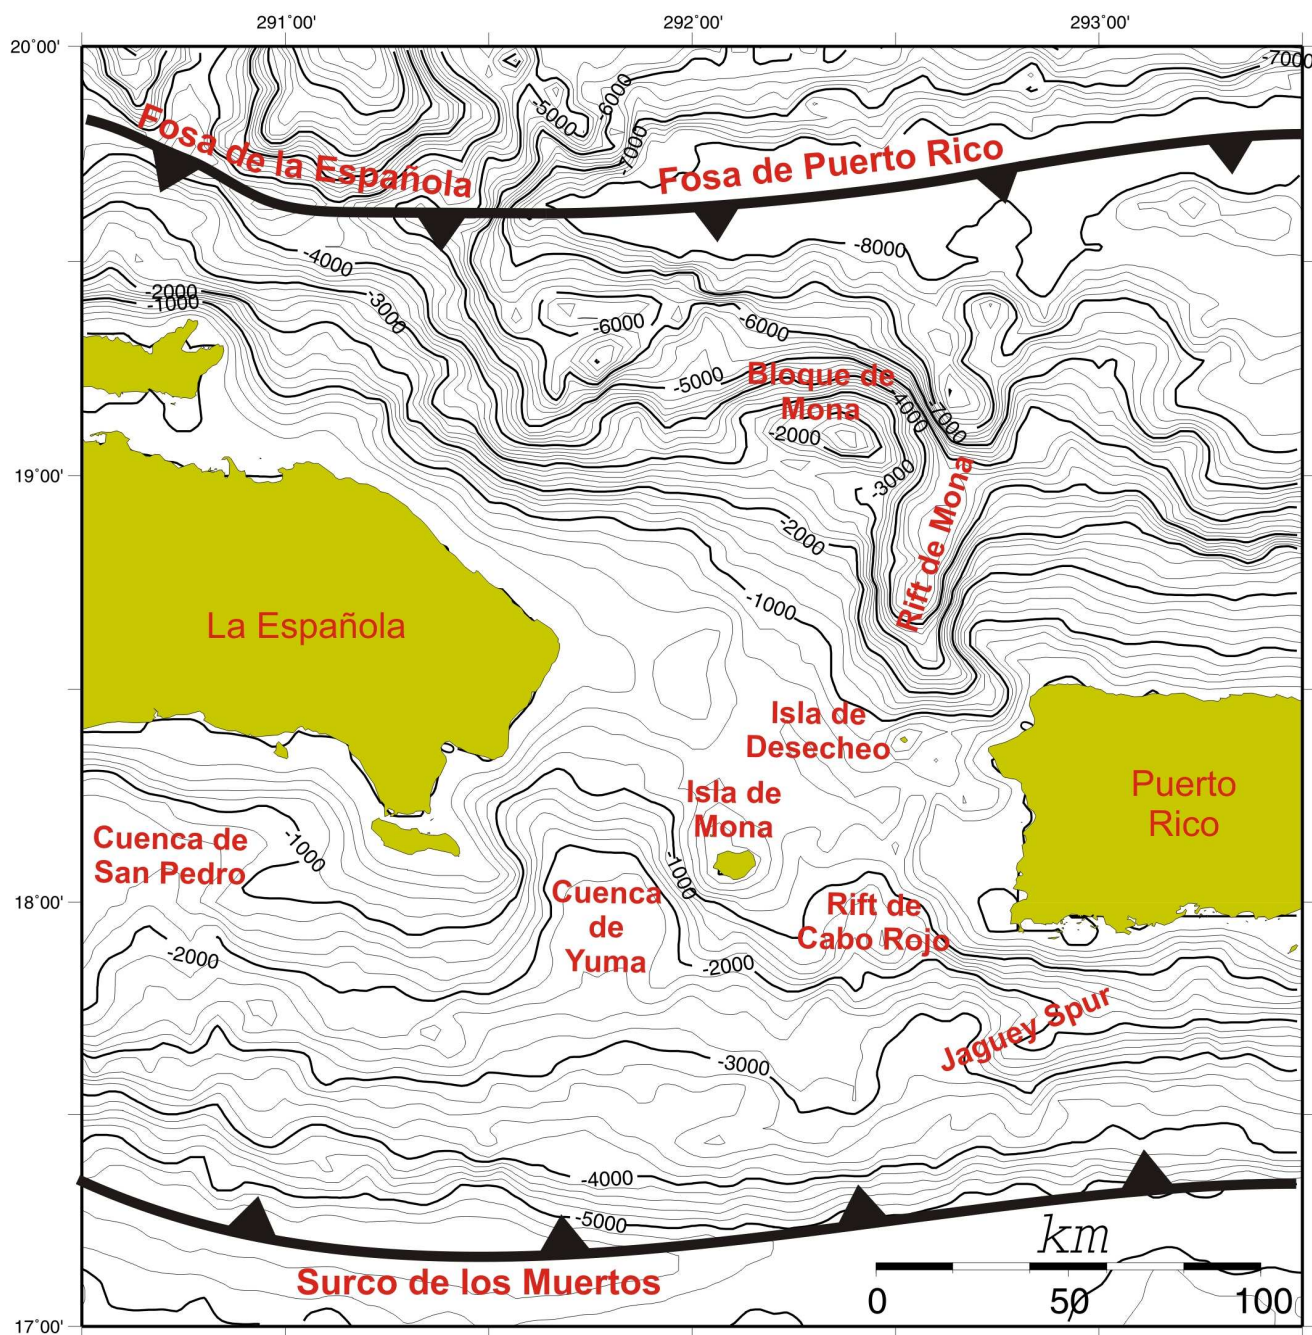 291°00'
292°00'
293°00'
20°00'
-7000
-6000
-5000
-7000
Fosa de la Española
Fosa de Puerto Rico
-8000
-4000
-2000
-1000
-3000
-6000
-6000
-5000
Bloque de
Mona
-4000
-7000
-2000
-3000
19°00'
Rift de Mona
-2000
-1000
La Española
Isla de
Desecheo
Isla de
Mona
Puerto
Rico
Cuenca de
San Pedro
-1000
-1000
18°00'
Cuenca
de
Yuma
Rift de
Cabo Rojo
-2000
-2000
Jaguey Spur
-3000
-4000
-5000
Surco de los Muertos
km
0 50 100
17°00'